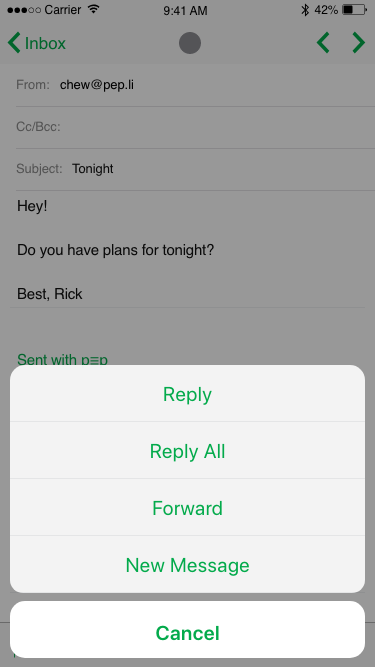 Carrier 9:41 AM 42%
Inbox
From: chew@pep.li
Cc/Bcc:
Subject: Tonight
Hey!
Do you have plans for tonight?
Best, Rick
Sent with p≡p
Reply
Reply All
Forward
New Message
Cancel